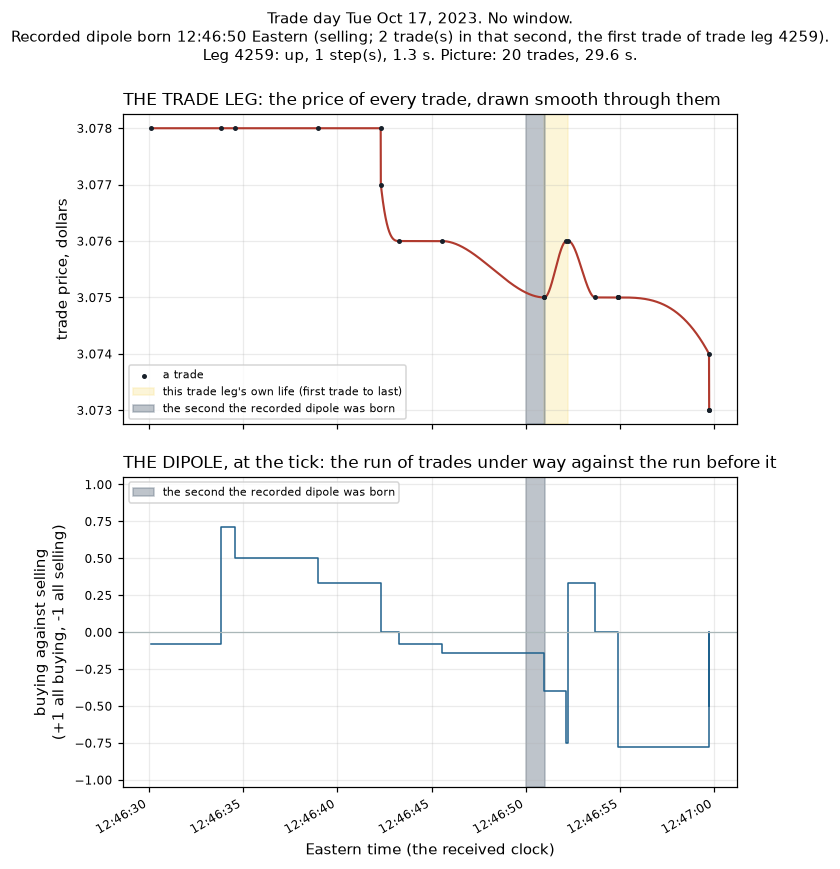 Trade day Tue Oct 17, 2023. No window.
Recorded dipole born 12:46:50 Eastern (selling; 2 trade(s) in that second, the first trade of trade leg 4259).
Leg 4259: up, 1 step(s), 1.3 s. Picture: 20 trades, 29.6 s.
THE TRADE LEG: the price of every trade, drawn smooth through them
trade price, dollars
3.078
3.077
3.076
3.075
3.074
3.073
a trade
this trade leg's own life (first trade to last)
the second the recorded dipole was born
THE DIPOLE, at the tick: the run of trades under way against the run before it
buying against selling
(+1 all buying, -1 all selling)
1.00
0.75
0.50
0.25
0.00
−0.25
−0.50
−0.75
−1.00
the second the recorded dipole was born
12:46:30
12:46:35
12:46:40
12:46:45
12:46:50
12:46:55
12:47:00
Eastern time (the received clock)